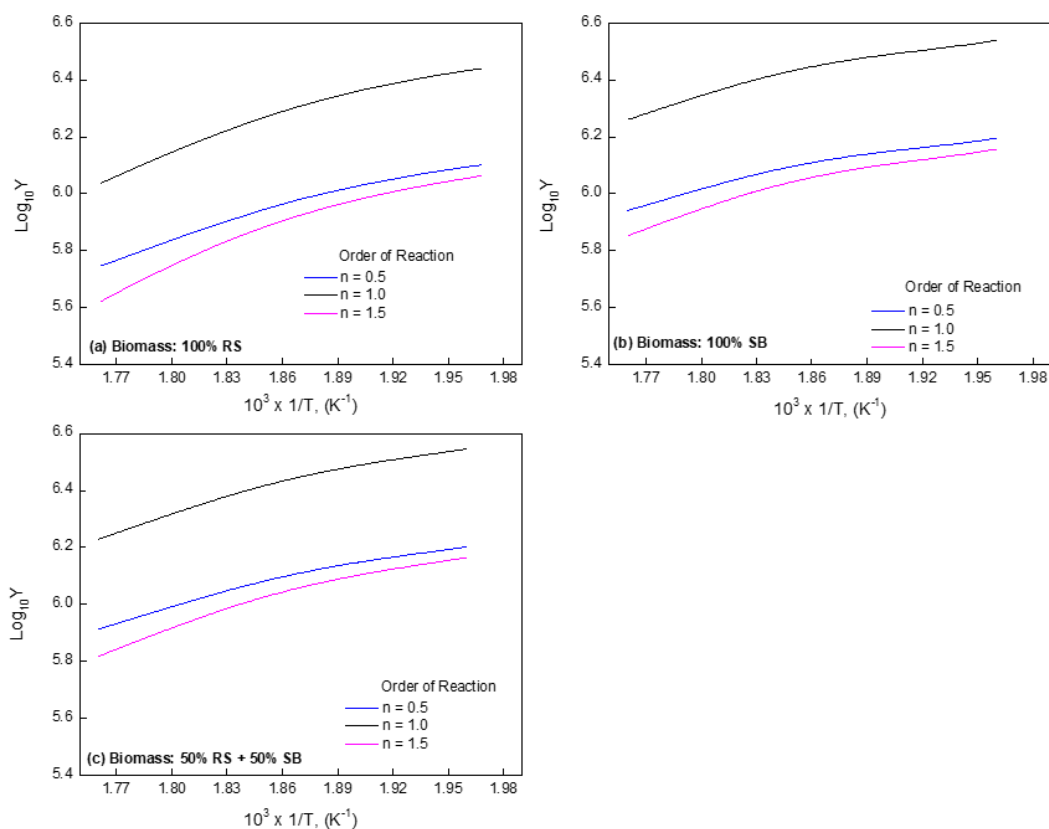 6.6
6.4
6.2
6.0
5.8
5.6
5.4
Log₁₀Y
Order of Reaction
n = 0.5
n = 1.0
n = 1.5
(a) Biomass: 100% RS
1.77 1.80 1.83 1.86 1.89 1.92 1.95 1.98
10³ x 1/T, (K⁻¹)
6.6
6.4
6.2
6.0
5.8
5.6
5.4
Log₁₀Y
Order of Reaction
n = 0.5
n = 1.0
n = 1.5
(b) Biomass: 100% SB
1.77 1.80 1.83 1.86 1.89 1.92 1.95 1.98
10³ x 1/T, (K⁻¹)
6.6
6.4
6.2
6.0
5.8
5.6
5.4
Log₁₀Y
Order of Reaction
n = 0.5
n = 1.0
n = 1.5
(c) Biomass: 50% RS + 50% SB
1.77 1.80 1.83 1.86 1.89 1.92 1.95 1.98
10³ x 1/T, (K⁻¹)